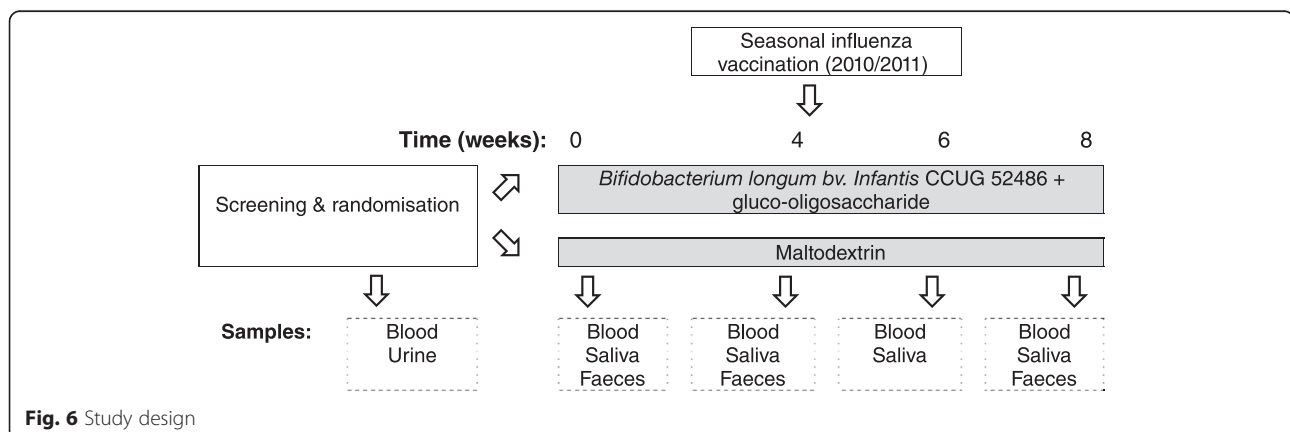 Seasonal influenza
vaccination (2010/2011)
Time (weeks): 0 4 6 8
Screening & randomisation
Bifidobacterium longum bv. Infantis CCUG 52486 +
gluco-oligosaccharide
Maltodextrin
Samples:
Blood
Urine
Blood
Saliva
Faeces
Blood
Saliva
Faeces
Blood
Saliva
Blood
Saliva
Faeces
Fig. 6 Study design